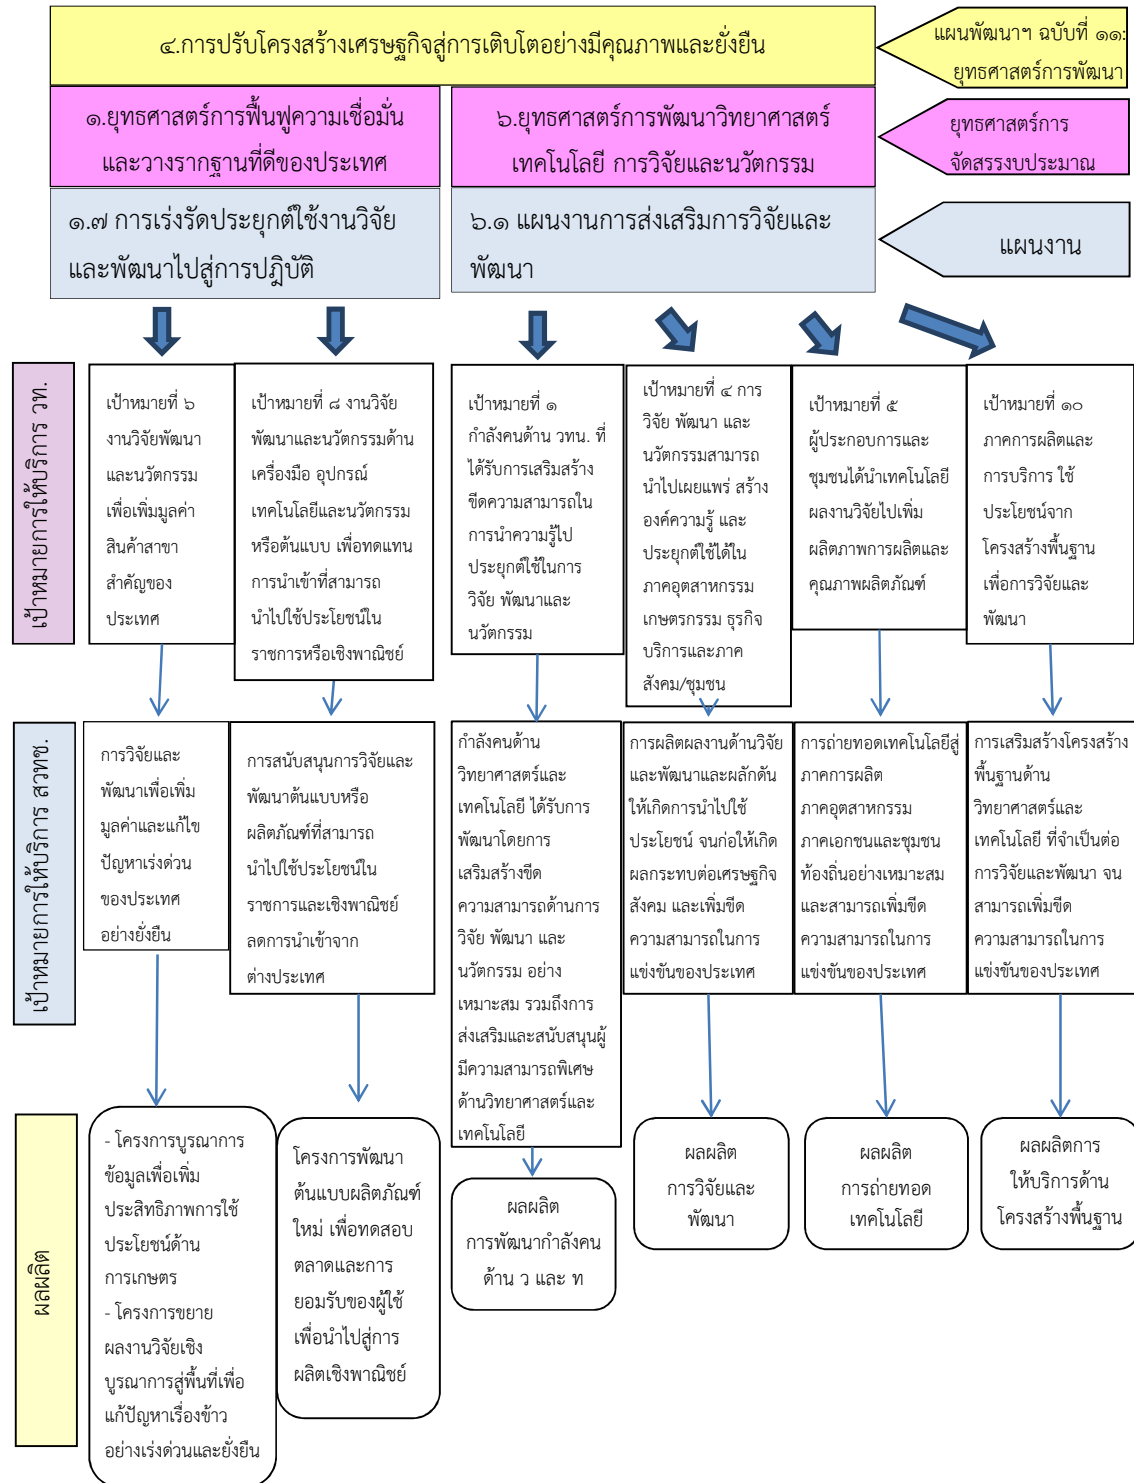 ๔.การปรับโครงสร้างเศรษฐกิจสู่การเติบโตอย่างมีคุณภาพและยั่งยืน
แผนพัฒนาฯ ฉบับที่ ๑๑:
ยุทธศาสตร์การพัฒนา
๑.ยุทธศาสตร์การฟื้นฟูความเชื่อมั่น
และวางรากฐานที่ดีของประเทศ
๖.ยุทธศาสตร์การพัฒนาวิทยาศาสตร์
เทคโนโลยี การวิจัยและนวัตกรรม
ยุทธศาสตร์การ
จัดสรรงบประมาณ
๑.๗ การเร่งรัดประยุกต์ใช้งานวิจัย
และพัฒนาไปสู่การปฎิบัติ
๖.๑ แผนงานการส่งเสริมการวิจัยและ
พัฒนา
แผนงาน
เป้าหมายการให้บริการ วท.
เป้าหมายที่ ๖
งานวิจัยพัฒนา
และนวัตกรรม
เพื่อเพิ่มมูลค่า
สินค้าสาขา
สำคัญของ
ประเทศ
เป้าหมายที่ ๘ งานวิจัย
พัฒนาและนวัตกรรมด้าน
เครื่องมือ อุปกรณ์
เทคโนโลยีและนวัตกรรม
หรือต้นแบบ เพื่อทดแทน
การนำเข้าที่สามารถ
นำไปใช้ประโยชน์ใน
ราชการหรือเชิงพาณิชย์
เป้าหมายที่ ๑
กำลังคนด้าน วทน. ที่
ได้รับการเสริมสร้าง
ขีดความสามารถใน
การนำความรู้ไป
ประยุกต์ใช้ในการ
วิจัย พัฒนาและ
นวัตกรรม
เป้าหมายที่ ๔ การ
วิจัย พัฒนา และ
นวัตกรรมสามารถ
นำไปเผยแพร่ สร้าง
องค์ความรู้ และ
ประยุกต์ใช้ได้ใน
ภาคอุตสาหกรรม
เกษตรกรรม ธุรกิจ
บริการและภาค
สังคม/ชุมชน
เป้าหมายที่ ๕
ผู้ประกอบการและ
ชุมชนได้นำเทคโนโลยี
ผลงานวิจัยไปเพิ่ม
ผลิตภาพการผลิตและ
คุณภาพผลิตภัณฑ์
เป้าหมายที่ ๑๐
ภาคการผลิตและ
การบริการ ใช้
ประโยชน์จาก
โครงสร้างพื้นฐาน
เพื่อการวิจัยและ
พัฒนา
เป้าหมายการให้บริการ สวทช.
การวิจัยและ
พัฒนาเพื่อเพิ่ม
มูลค่าและแก้ไข
ปัญหาเร่งด่วน
ของประเทศ
อย่างยั่งยืน
การสนับสนุนการวิจัยและ
พัฒนาต้นแบบหรือ
ผลิตภัณฑ์ที่สามารถ
นำไปใช้ประโยชน์ใน
ราชการและเชิงพาณิชย์
ลดการนำเข้าจาก
ต่างประเทศ
กำลังคนด้าน
วิทยาศาสตร์และ
เทคโนโลยี ได้รับการ
พัฒนาโดยการ
เสริมสร้างขีด
ความสามารถด้านการ
วิจัย พัฒนา และ
นวัตกรรม อย่าง
เหมาะสม รวมถึงการ
ส่งเสริมและสนับสนุนผู้
มีความสามารถพิเศษ
ด้านวิทยาศาสตร์และ
เทคโนโลยี
การผลิตผลงานด้านวิจัย
และพัฒนาและผลักดัน
ให้เกิดการนำไปใช้
ประโยชน์ จนก่อให้เกิด
ผลกระทบต่อเศรษฐกิจ
สังคม และเพิ่มขีด
ความสามารถในการ
แข่งขันของประเทศ
การถ่ายทอดเทคโนโลยีสู่
ภาคการผลิต
ภาคอุตสาหกรรม
ภาคเอกชนและชุมชน
ท้องถิ่นอย่างเหมาะสม
และสามารถเพิ่มขีด
ความสามารถในการ
แข่งขันของประเทศ
การเสริมสร้างโครงสร้าง
พื้นฐานด้าน
วิทยาศาสตร์และ
เทคโนโลยี ที่จำเป็นต่อ
การวิจัยและพัฒนา จน
สามารถเพิ่มขีด
ความสามารถในการ
แข่งขันของประเทศ
ผลผลิต
- โครงการบูรณาการ
ข้อมูลเพื่อเพิ่ม
ประสิทธิภาพการใช้
ประโยชน์ด้าน
การเกษตร
- โครงการขยาย
ผลงานวิจัยเชิง
บูรณาการสู่พื้นที่เพื่อ
แก้ปัญหาเรื่องข้าว
อย่างเร่งด่วนและยั่งยืน
โครงการพัฒนา
ต้นแบบผลิตภัณฑ์
ใหม่ เพื่อทดสอบ
ตลาดและการ
ยอมรับของผู้ใช้
เพื่อนำไปสู่การ
ผลิตเชิงพาณิชย์
ผลผลิต
การพัฒนากำลังคน
ด้าน ว และ ท
ผลผลิต
การวิจัยและ
พัฒนา
ผลผลิต
การถ่ายทอด
เทคโนโลยี
ผลผลิตการ
ให้บริการด้าน
โครงสร้างพื้นฐาน